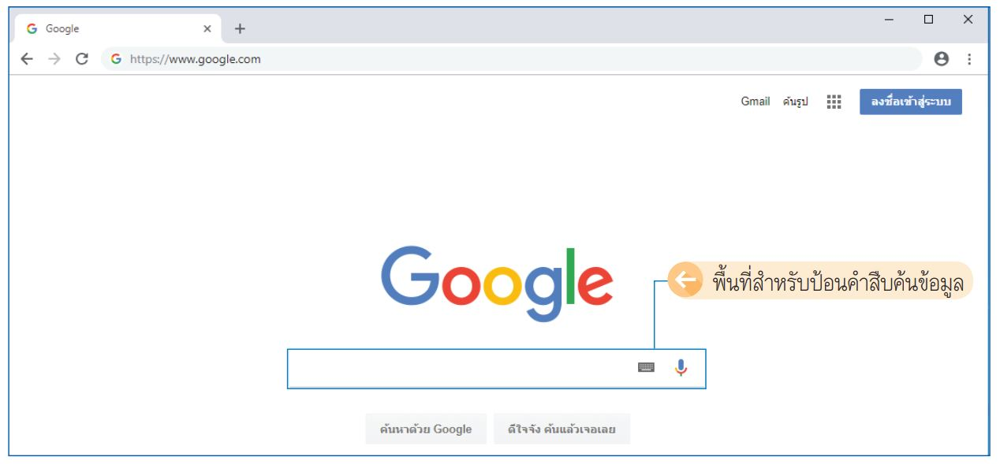 Google
https://www.google.com
Gmail ค้นรูป ลงชื่อเข้าสู่ระบบ
Google
พื้นที่สำหรับป้อนคำสืบค้นข้อมูล
ค้นหาด้วย Google ดีใจจัง ค้นแล้วเจอเลย